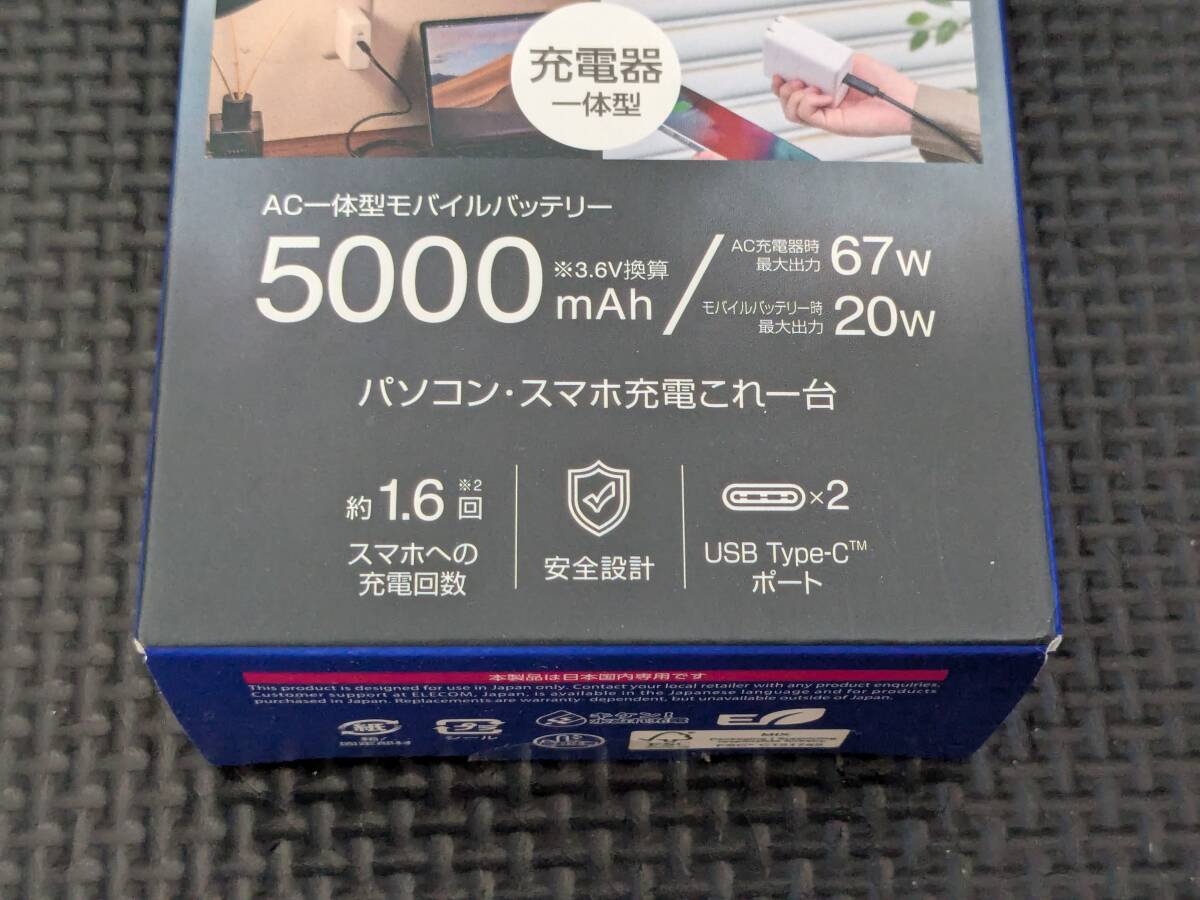 充電器
一体型
AC一体型モバイルバッテリー
5000 ※3.6V換算 mAh
AC充電器時 最大出力 67W
モバイルバッテリー時 最大出力 20W
パソコン・スマホ充電これ一台
約1.6回※2
スマホへの
充電回数
安全設計
×2
USB Type-C™
ポート
本製品は日本国内専用です
This product is designed for use in Japan only. Contact your local retailer with any product enquiries.
Customer support at ELECOM, Japan, is available in the Japanese language and for products
purchased in Japan. Replacements are warranty- dependent, but unavailable outside of Japan.
紙
プラ
シール
MIX